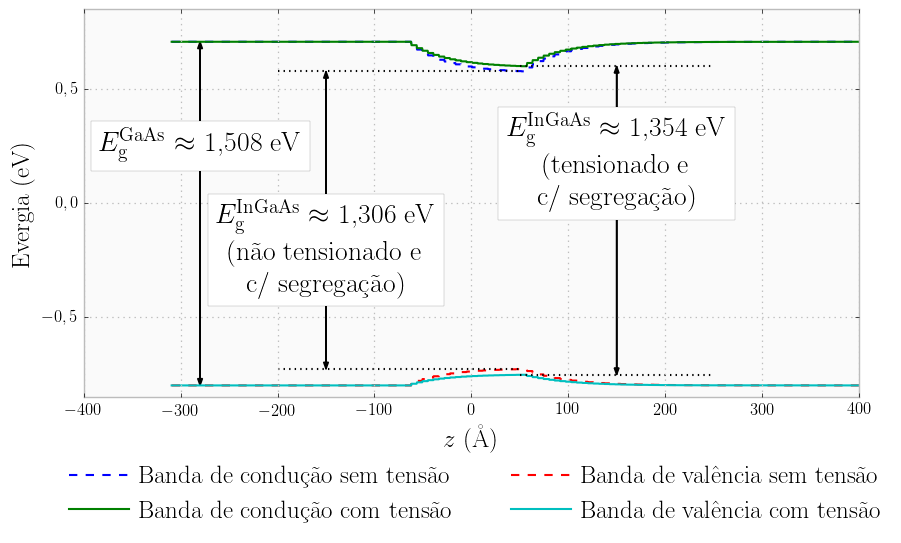 0,5
0,0
−0,5
Evergia (eV)
E_g^GaAs ≈ 1,508 eV
E_g^InGaAs ≈ 1,306 eV
(não tensionado e
c/ segregação)
E_g^InGaAs ≈ 1,354 eV
(tensionado e
c/ segregação)
−400 −300 −200 −100 0 100 200 300 400
z (Å)
Banda de condução sem tensão
Banda de valência sem tensão
Banda de condução com tensão
Banda de valência com tensão